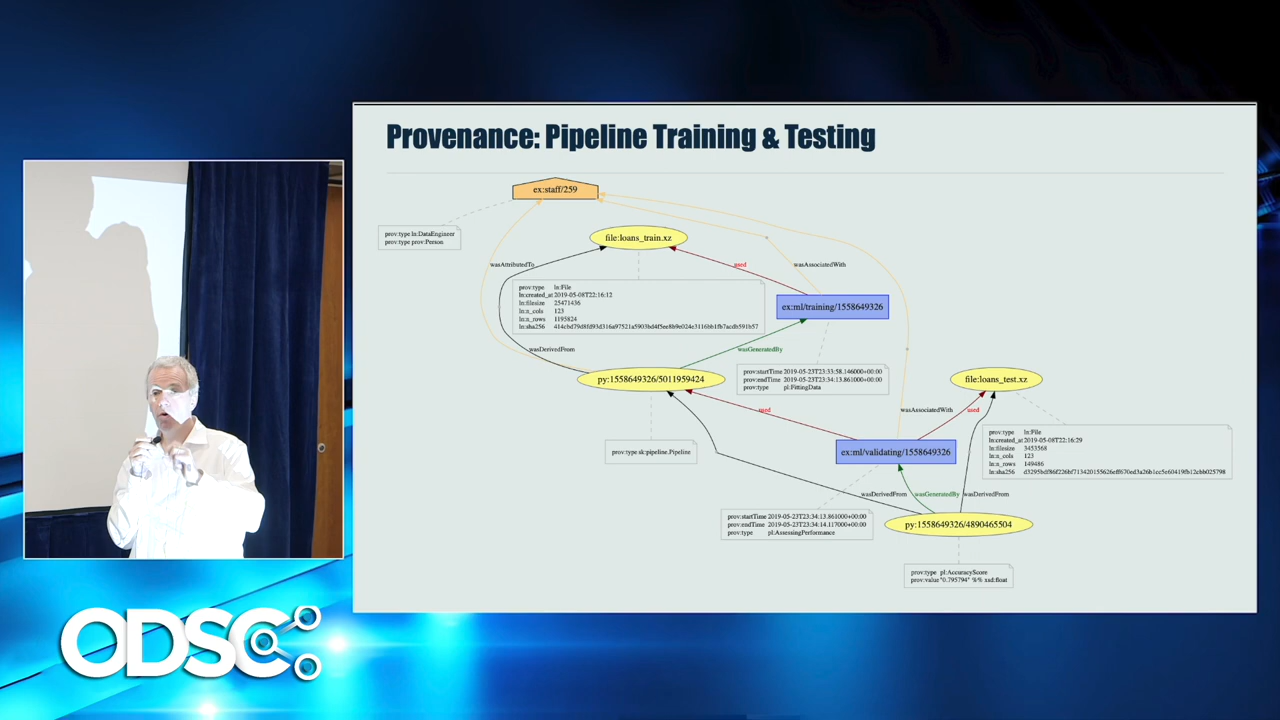 Provenance: Pipeline Training & Testing
ex:staff/259
prov:type ln:DataEngineer
prov:type prov:Person
file:loans_train.xz
wasAttributedTo
used
wasAssociatedWith
prov:type ln:File
ln:created_at 2019-05-08T22:16:12
ln:filesize 25471436
ln:n_cols 123
ln:n_rows 1195824
ln:sha256
ex:ml/training/1558649326
wasDerivedFrom
wasGeneratedBy
py:1558649326/5011959424
prov:startTime 2019-05-23T23:33:58.146000+00:00
prov:endTime 2019-05-23T23:34:13.861000+00:00
prov:type pl:FittingData
file:loans_test.xz
used
wasAssociatedWith
used
prov:type sk:pipeline.Pipeline
ex:ml/validating/1558649326
prov:type ln:File
ln:created_at 2019-05-08T22:16:29
ln:filesize 3453568
ln:n_cols 123
ln:n_rows 149486
ln:sha256
wasDerivedFrom
wasGeneratedBy
wasDerivedFrom
prov:startTime 2019-05-23T23:34:13.861000+00:00
prov:endTime 2019-05-23T23:34:14.117000+00:00
prov:type pl:AssessingPerformance
py:1558649326/4890465504
prov:type pl:AccuracyScore
prov:value "0.795794" %% xsd:float
ODSC